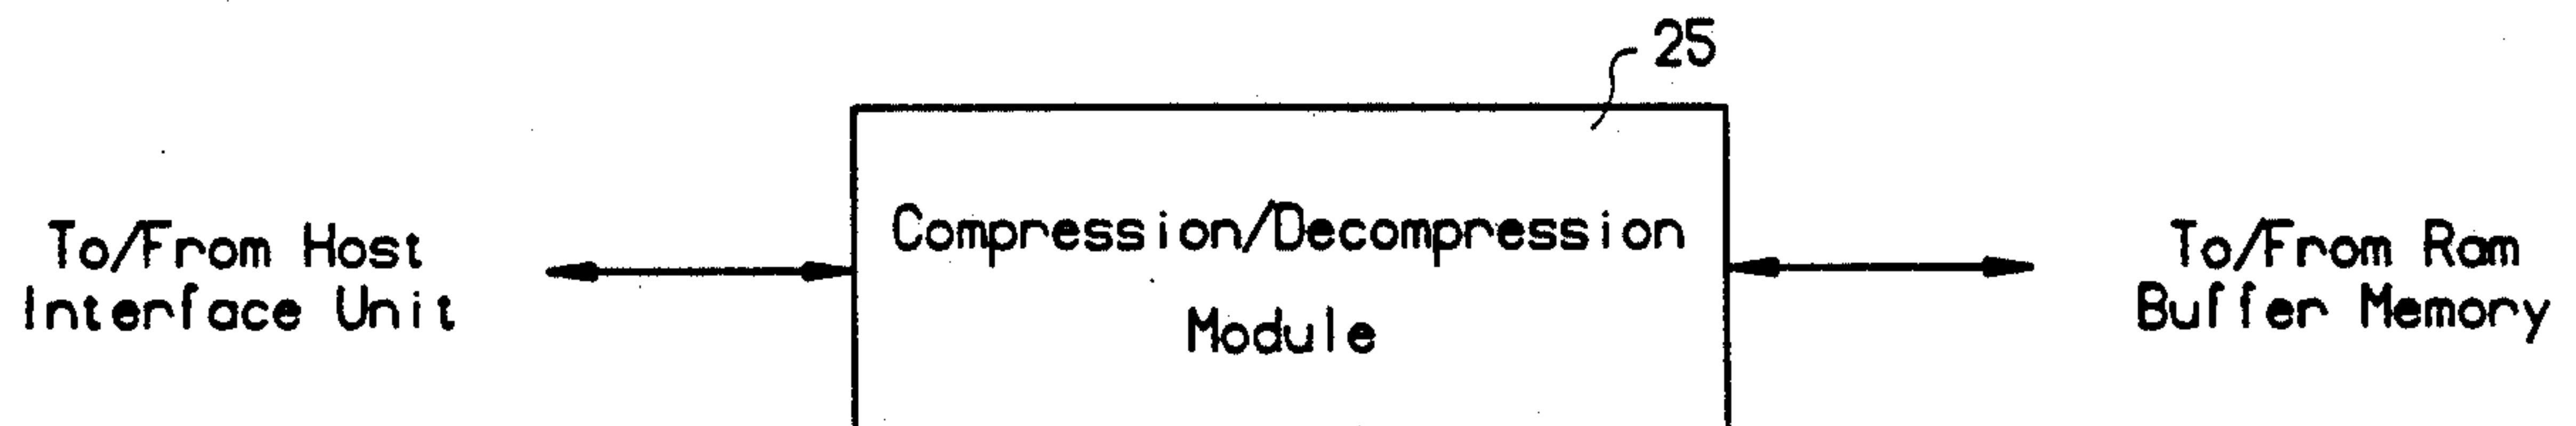 25
To/From Host
Interface Unit
Compression/Decompression
Module
To/From Ram
Buffer Memory